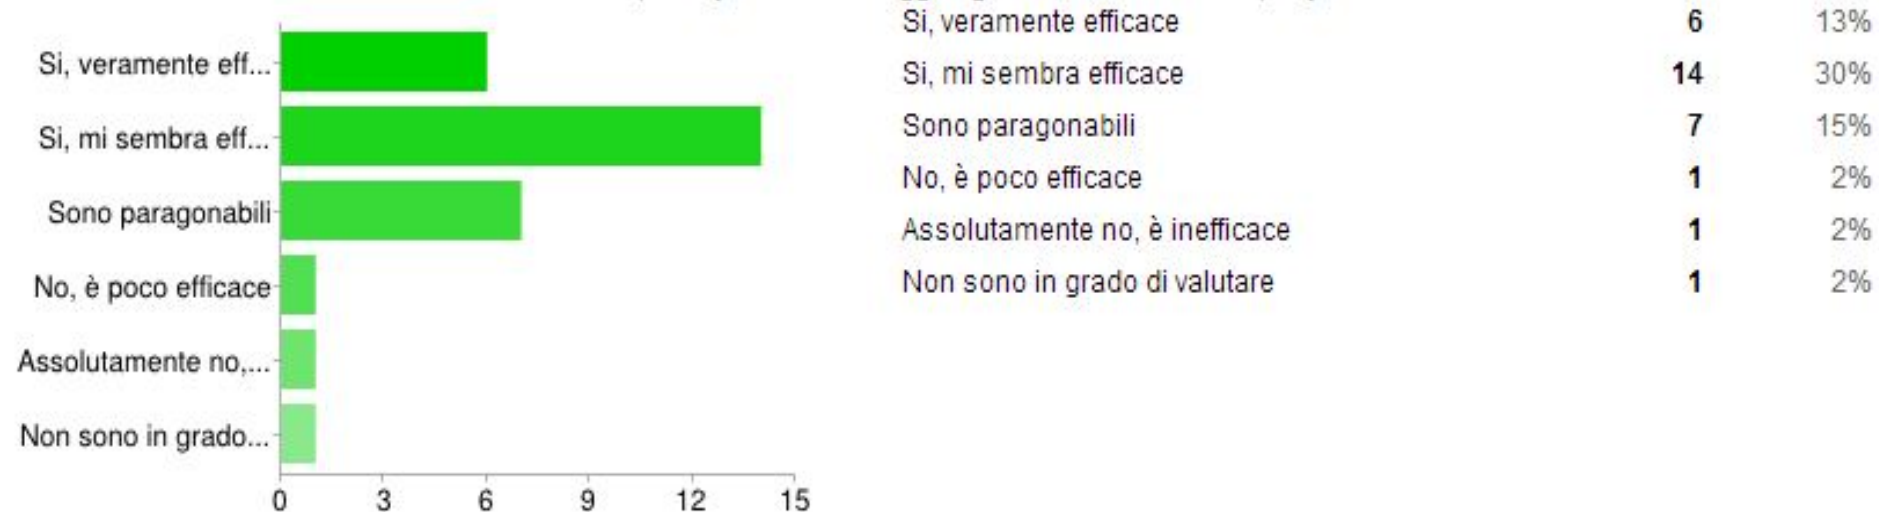 Si, veramente eff...
Si, mi sembra eff...
Sono paragonabili
No, è poco efficace
Assolutamente no,...
Non sono in grado...
0 3 6 9 12 15
Si, veramente efficace 6 13%
Si, mi sembra efficace 14 30%
Sono paragonabili 7 15%
No, è poco efficace 1 2%
Assolutamente no, è inefficace 1 2%
Non sono in grado di valutare 1 2%